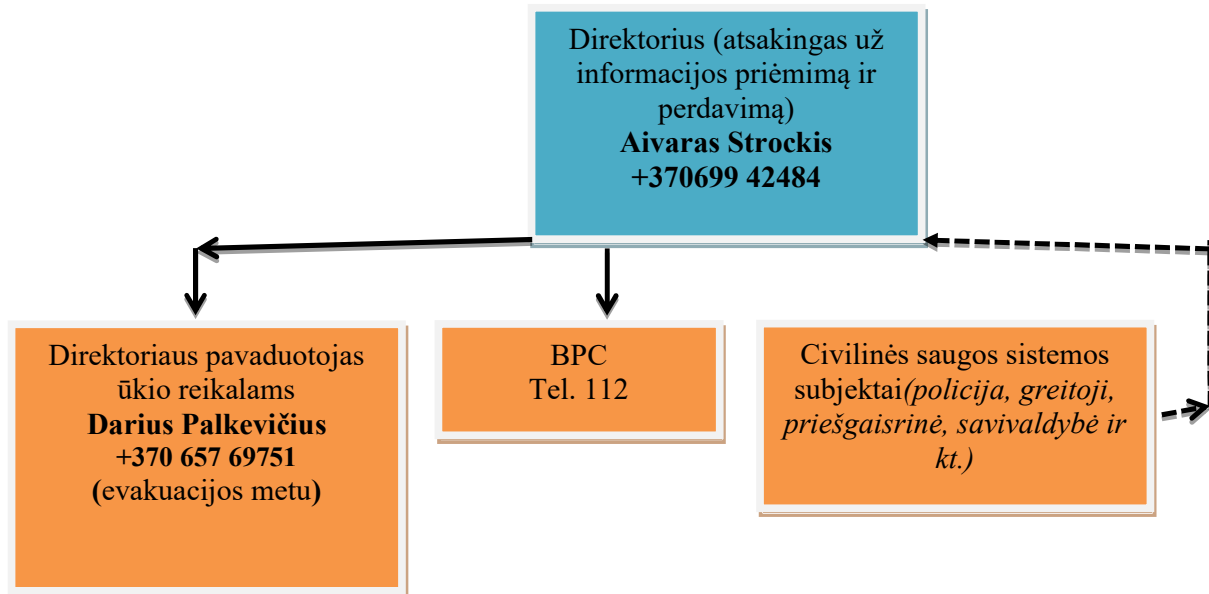 Direktorius (atsakingas už
informacijos priėmimą ir
perdavimą)
Aivaras Strockis
+370699 42484
Direktoriaus pavaduotojas
ūkio reikalams
Darius Palkevičius
+370 657 69751
(evakuacijos metu)
BPC
Tel. 112
Civilinės saugos sistemos
subjektai(policija, greitoji,
priešgaisrinė, savivaldybė ir
kt.)